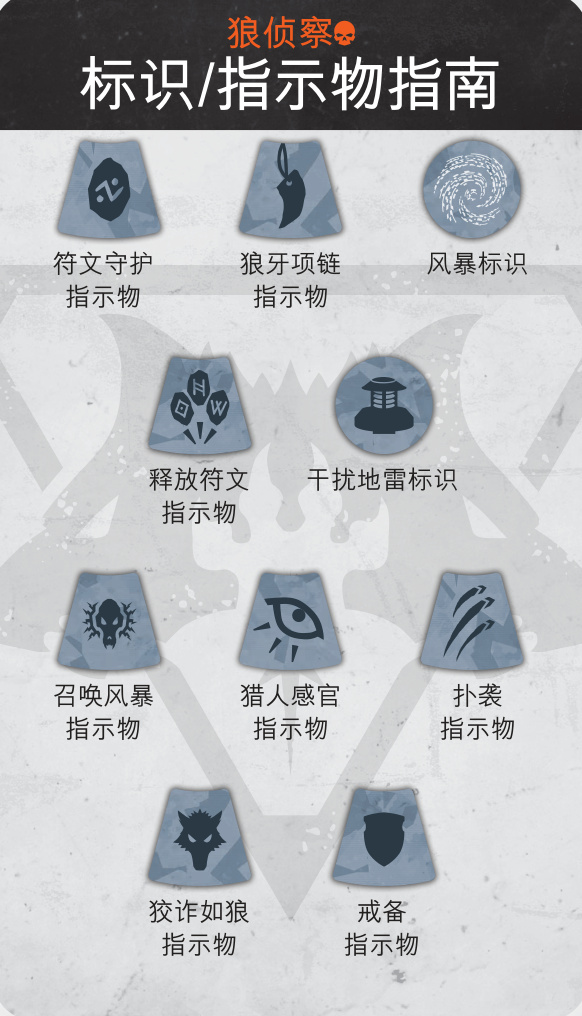 狼侦察
标识/指示物指南
符文守护
指示物
狼牙项链
指示物
风暴标识
释放符文
指示物
干扰地雷标识
召唤风暴
指示物
猎人感官
指示物
扑袭
指示物
狡诈如狼
指示物
戒备
指示物